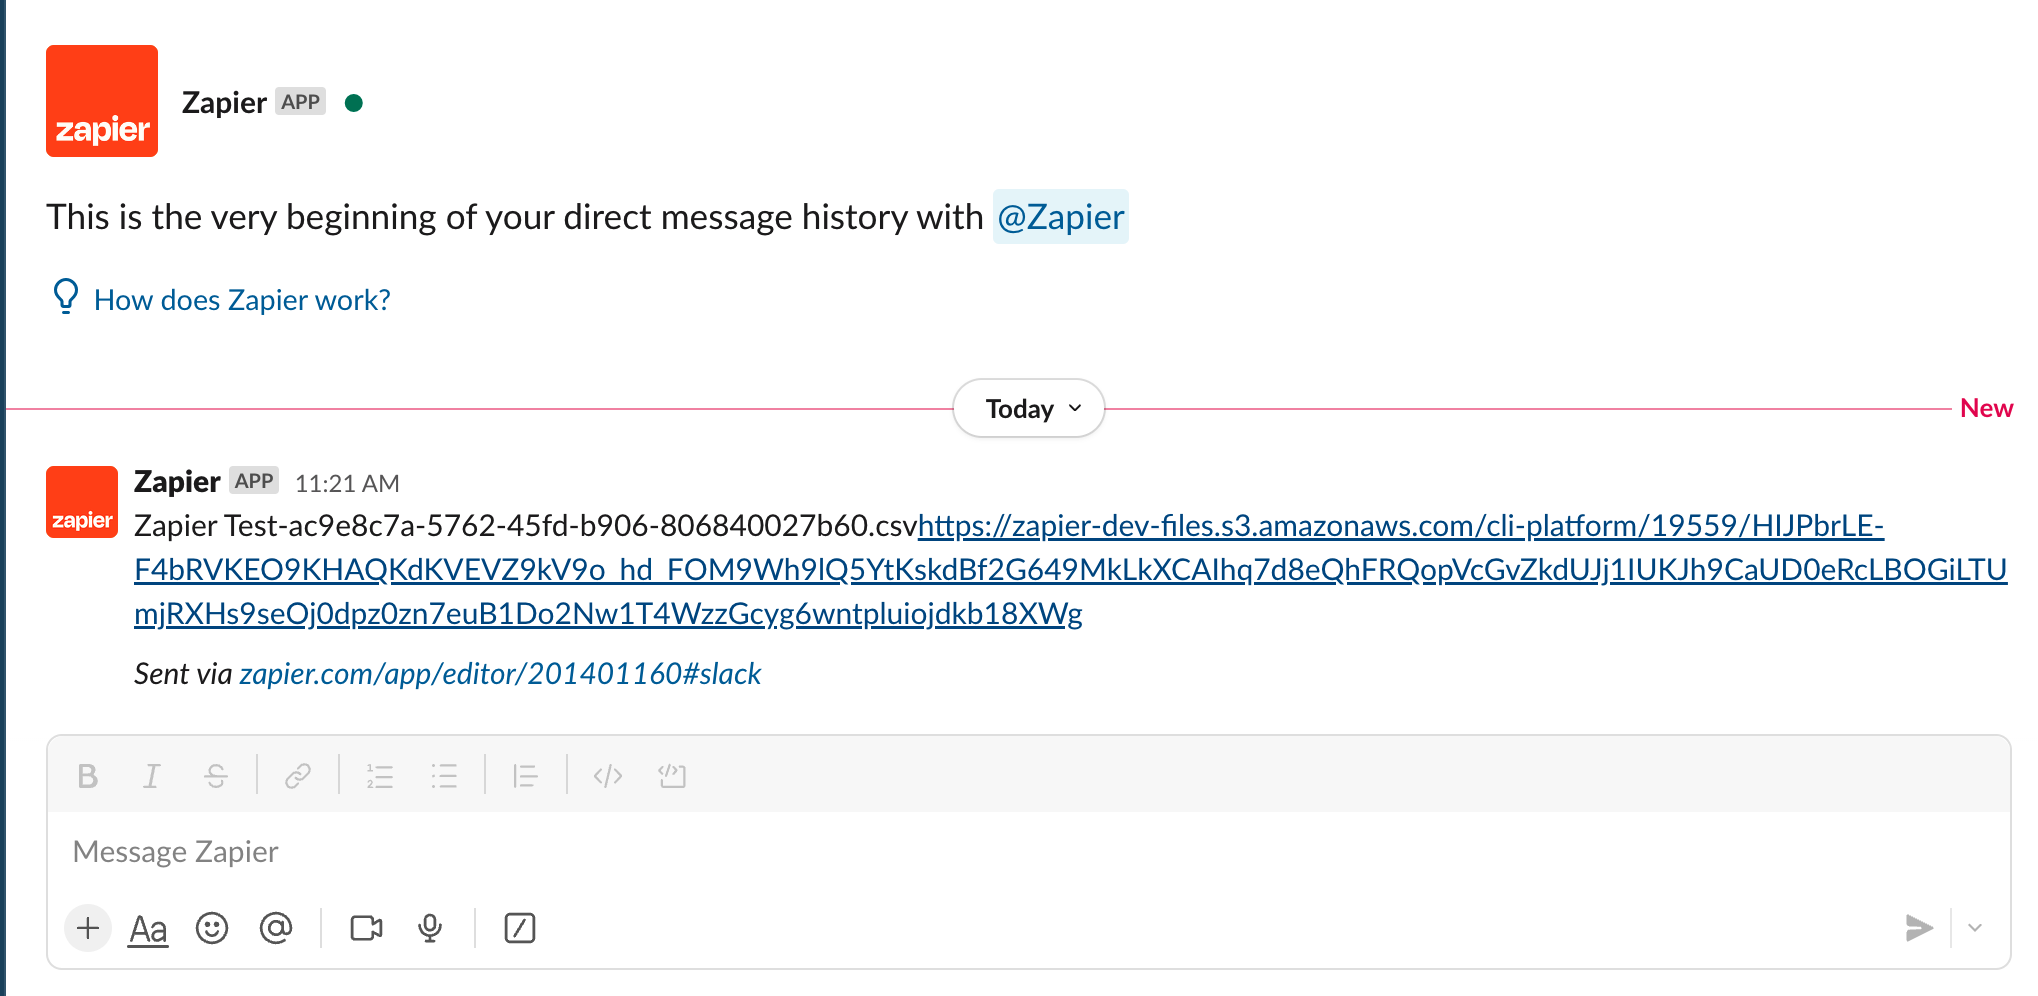 zapier
Zapier APP
This is the very beginning of your direct message history with @Zapier
How does Zapier work?
Today
New
zapier
Zapier APP 11:21 AM
Zapier Test-ac9e8c7a-5762-45fd-b906-806840027b60.csvhttps://zapier-dev-files.s3.amazonaws.com/cli-platform/19559/HIJPbrLE-
F4bRVKEO9KHAQKdKVEVZ9kV9o_hd_FOM9Wh9lQ5YtKskdBf2G649MkLkXCAIhq7d8eQhFRQopVcGvZkdUJj1IUKJh9CaUD0eRcLBOGiLTU
mjRXHs9seOj0dpz0zn7euB1Do2Nw1T4WzzGcyg6wntpluiojdkb18XWg
Sent via zapier.com/app/editor/201401160#slack
Message Zapier
Aa